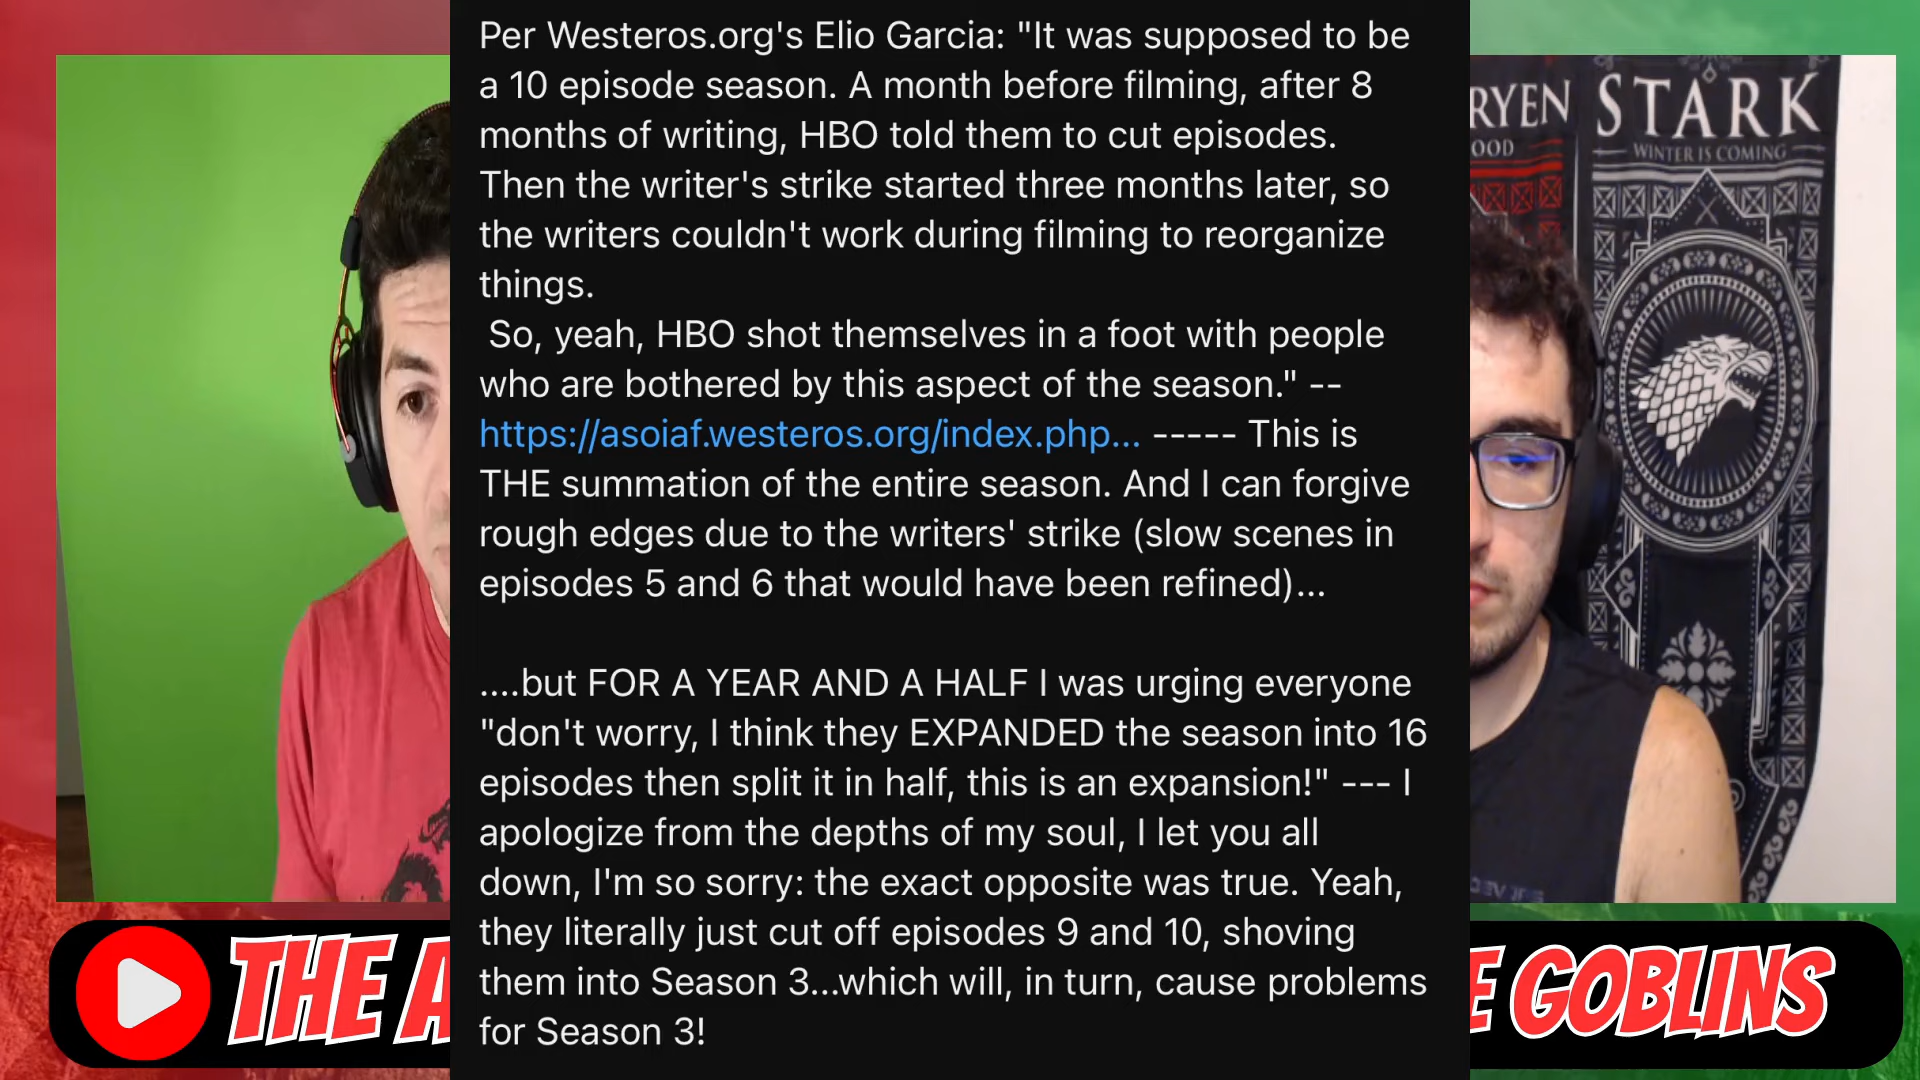 Per Westeros.org's Elio Garcia: "It was supposed to be
a 10 episode season. A month before filming, after 8
months of writing, HBO told them to cut episodes.
Then the writer's strike started three months later, so
the writers couldn't work during filming to reorganize
things.
So, yeah, HBO shot themselves in a foot with people
who are bothered by this aspect of the season." --
https://asoiaf.westeros.org/index.php... ----- This is
THE summation of the entire season. And I can forgive
rough edges due to the writers' strike (slow scenes in
episodes 5 and 6 that would have been refined)...
....but FOR A YEAR AND A HALF I was urging everyone
"don't worry, I think they EXPANDED the season into 16
episodes then split it in half, this is an expansion!" --- I
apologize from the depths of my soul, I let you all
down, I'm so sorry: the exact opposite was true. Yeah,
they literally just cut off episodes 9 and 10, shoving
them into Season 3...which will, in turn, cause problems
for Season 3!
RYEN
OOD
STARK
WINTER IS COMING
THE A
E GOBLINS